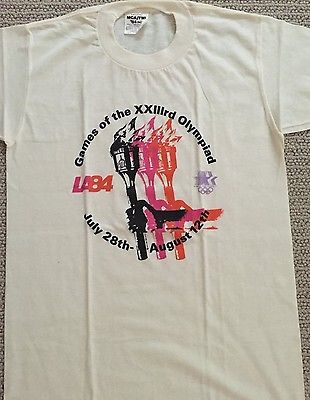 Games of the XXIIIrd Olympiad
LA84
July 28th-
August 12th